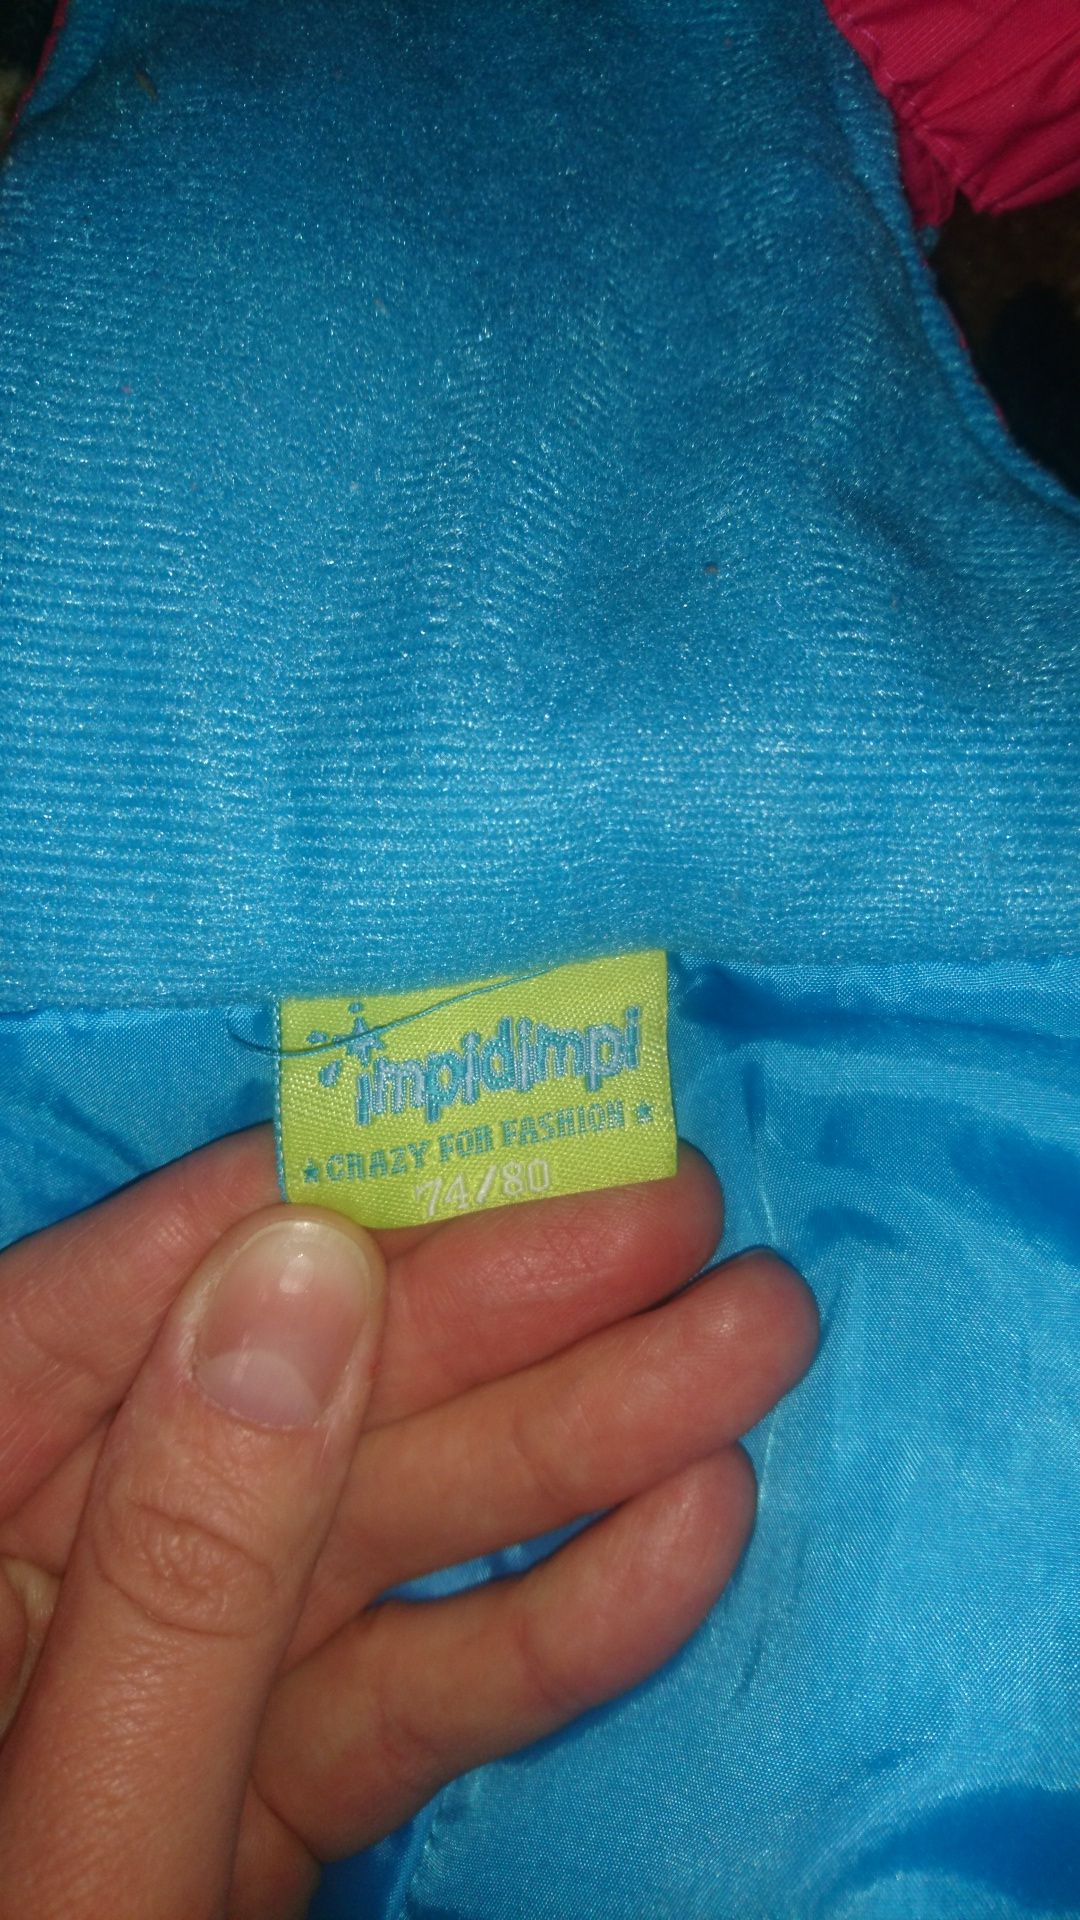 impidimpi
CRAZY FOR FASHION
74/80